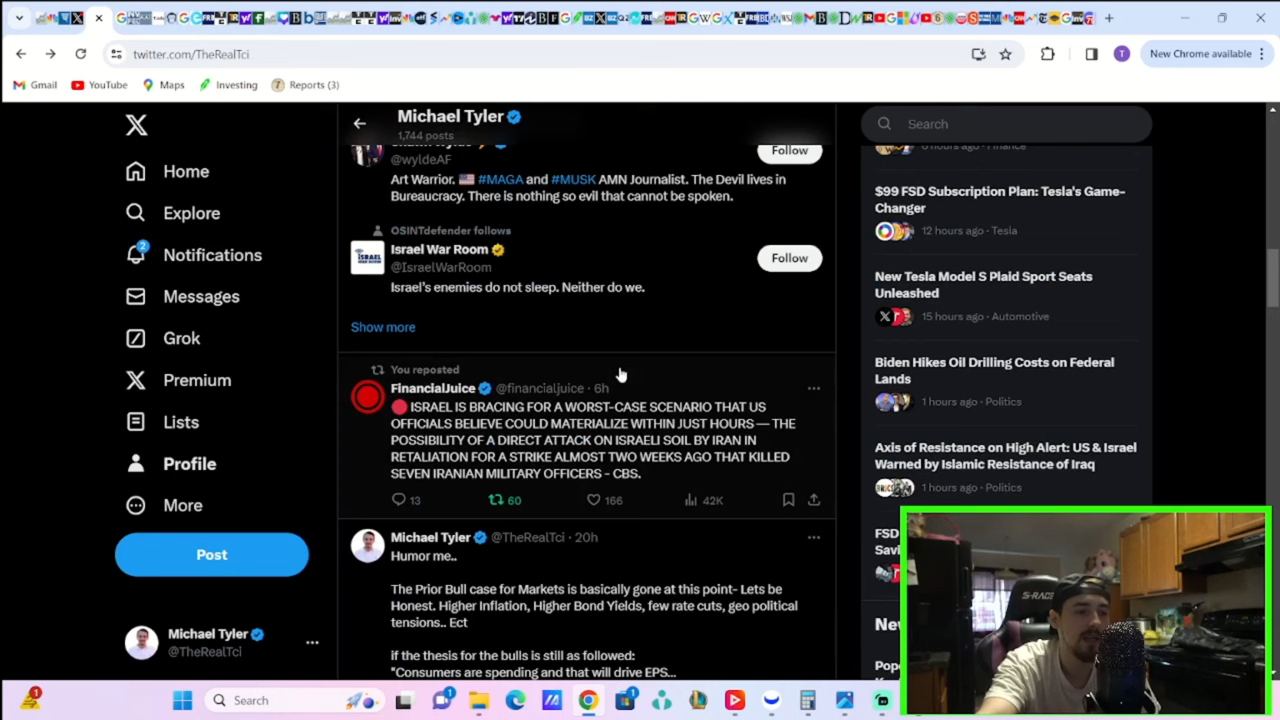 twitter.com/TheRealTci
New Chrome available
Gmail
YouTube
Maps
Investing
Reports (3)
Michael Tyler
1,744 posts
@wyldeAF
Follow
Art Warrior. #MAGA and #MUSK AMN Journalist. The Devil lives in
Bureaucracy. There is nothing so evil that cannot be spoken.
OSINTdefender follows
Israel War Room
@IsraelWarRoom
Follow
Israel's enemies do not sleep. Neither do we.
Show more
You reposted
FinancialJuice @financialjuice · 6h
ISRAEL IS BRACING FOR A WORST-CASE SCENARIO THAT US
OFFICIALS BELIEVE COULD MATERIALIZE WITHIN JUST HOURS — THE
POSSIBILITY OF A DIRECT ATTACK ON ISRAELI SOIL BY IRAN IN
RETALIATION FOR A STRIKE ALMOST TWO WEEKS AGO THAT KILLED
SEVEN IRANIAN MILITARY OFFICERS - CBS.
13
60
166
42K
Michael Tyler @TheRealTci · 20h
Humor me..
The Prior Bull case for Markets is basically gone at this point- Lets be
Honest. Higher Inflation, Higher Bond Yields, few rate cuts, geo political
tensions.. Ect
if the thesis for the bulls is still as followed:
"Consumers are spending and that will drive EPS...
Home
Explore
2
Notifications
Messages
Grok
Premium
Lists
Profile
More
Post
Michael Tyler
@TheRealTci
Search
$99 FSD Subscription Plan: Tesla's Game-
Changer
12 hours ago · Tesla
New Tesla Model S Plaid Sport Seats
Unleashed
15 hours ago · Automotive
Biden Hikes Oil Drilling Costs on Federal
Lands
1 hours ago · Politics
Axis of Resistance on High Alert: US & Israel
Warned by Islamic Resistance of Iraq
1 hours ago · Politics
FSD
S-RACER
1
Search
1
1